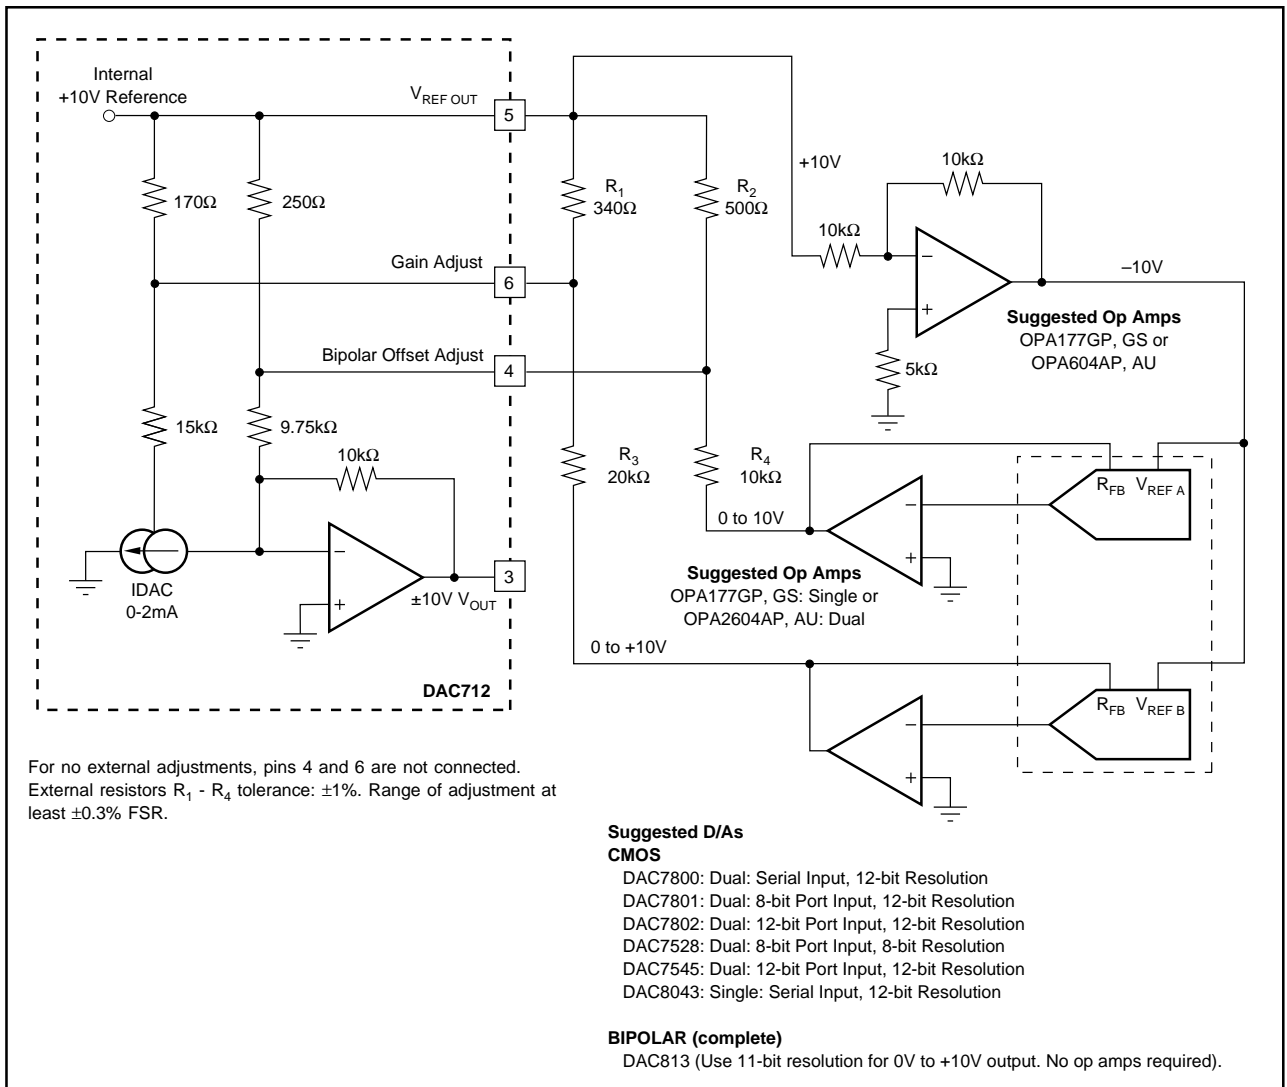 Internal
+10V Reference
V_REF OUT
5
170Ω
250Ω
R_1
340Ω
R_2
500Ω
+10V
10kΩ
10kΩ
−
+
–10V
Gain Adjust
6
Suggested Op Amps
OPA177GP, GS or
OPA604AP, AU
5kΩ
Bipolar Offset Adjust
4
15kΩ
9.75kΩ
10kΩ
R_3
20kΩ
R_4
10kΩ
R_FB V_REF A
0 to 10V
−
+
IDAC
0-2mA
−
+
±10V V_OUT
3
Suggested Op Amps
OPA177GP, GS: Single or
OPA2604AP, AU: Dual
0 to +10V
DAC712
R_FB V_REF B
−
+
For no external adjustments, pins 4 and 6 are not connected.
External resistors R_1 - R_4 tolerance: ±1%. Range of adjustment at
least ±0.3% FSR.
Suggested D/As
CMOS
DAC7800: Dual: Serial Input, 12-bit Resolution
DAC7801: Dual: 8-bit Port Input, 12-bit Resolution
DAC7802: Dual: 12-bit Port Input, 12-bit Resolution
DAC7528: Dual: 8-bit Port Input, 8-bit Resolution
DAC7545: Dual: 12-bit Port Input, 12-bit Resolution
DAC8043: Single: Serial Input, 12-bit Resolution
BIPOLAR (complete)
DAC813 (Use 11-bit resolution for 0V to +10V output. No op amps required).